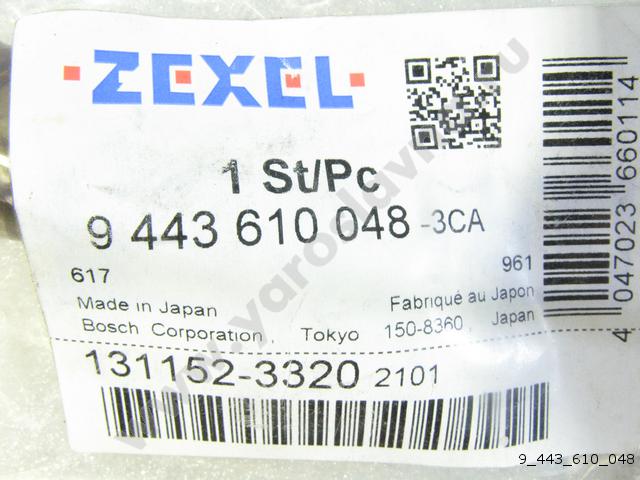 ZEXEL
1 St/Pc
9 443 610 048 -3CA
617
961
Made in Japan
Fabriqué au Japon
Bosch Corporation Tokyo 150-8360, Japan
131152-3320 2101
4 047023 660114
9_443_610_048